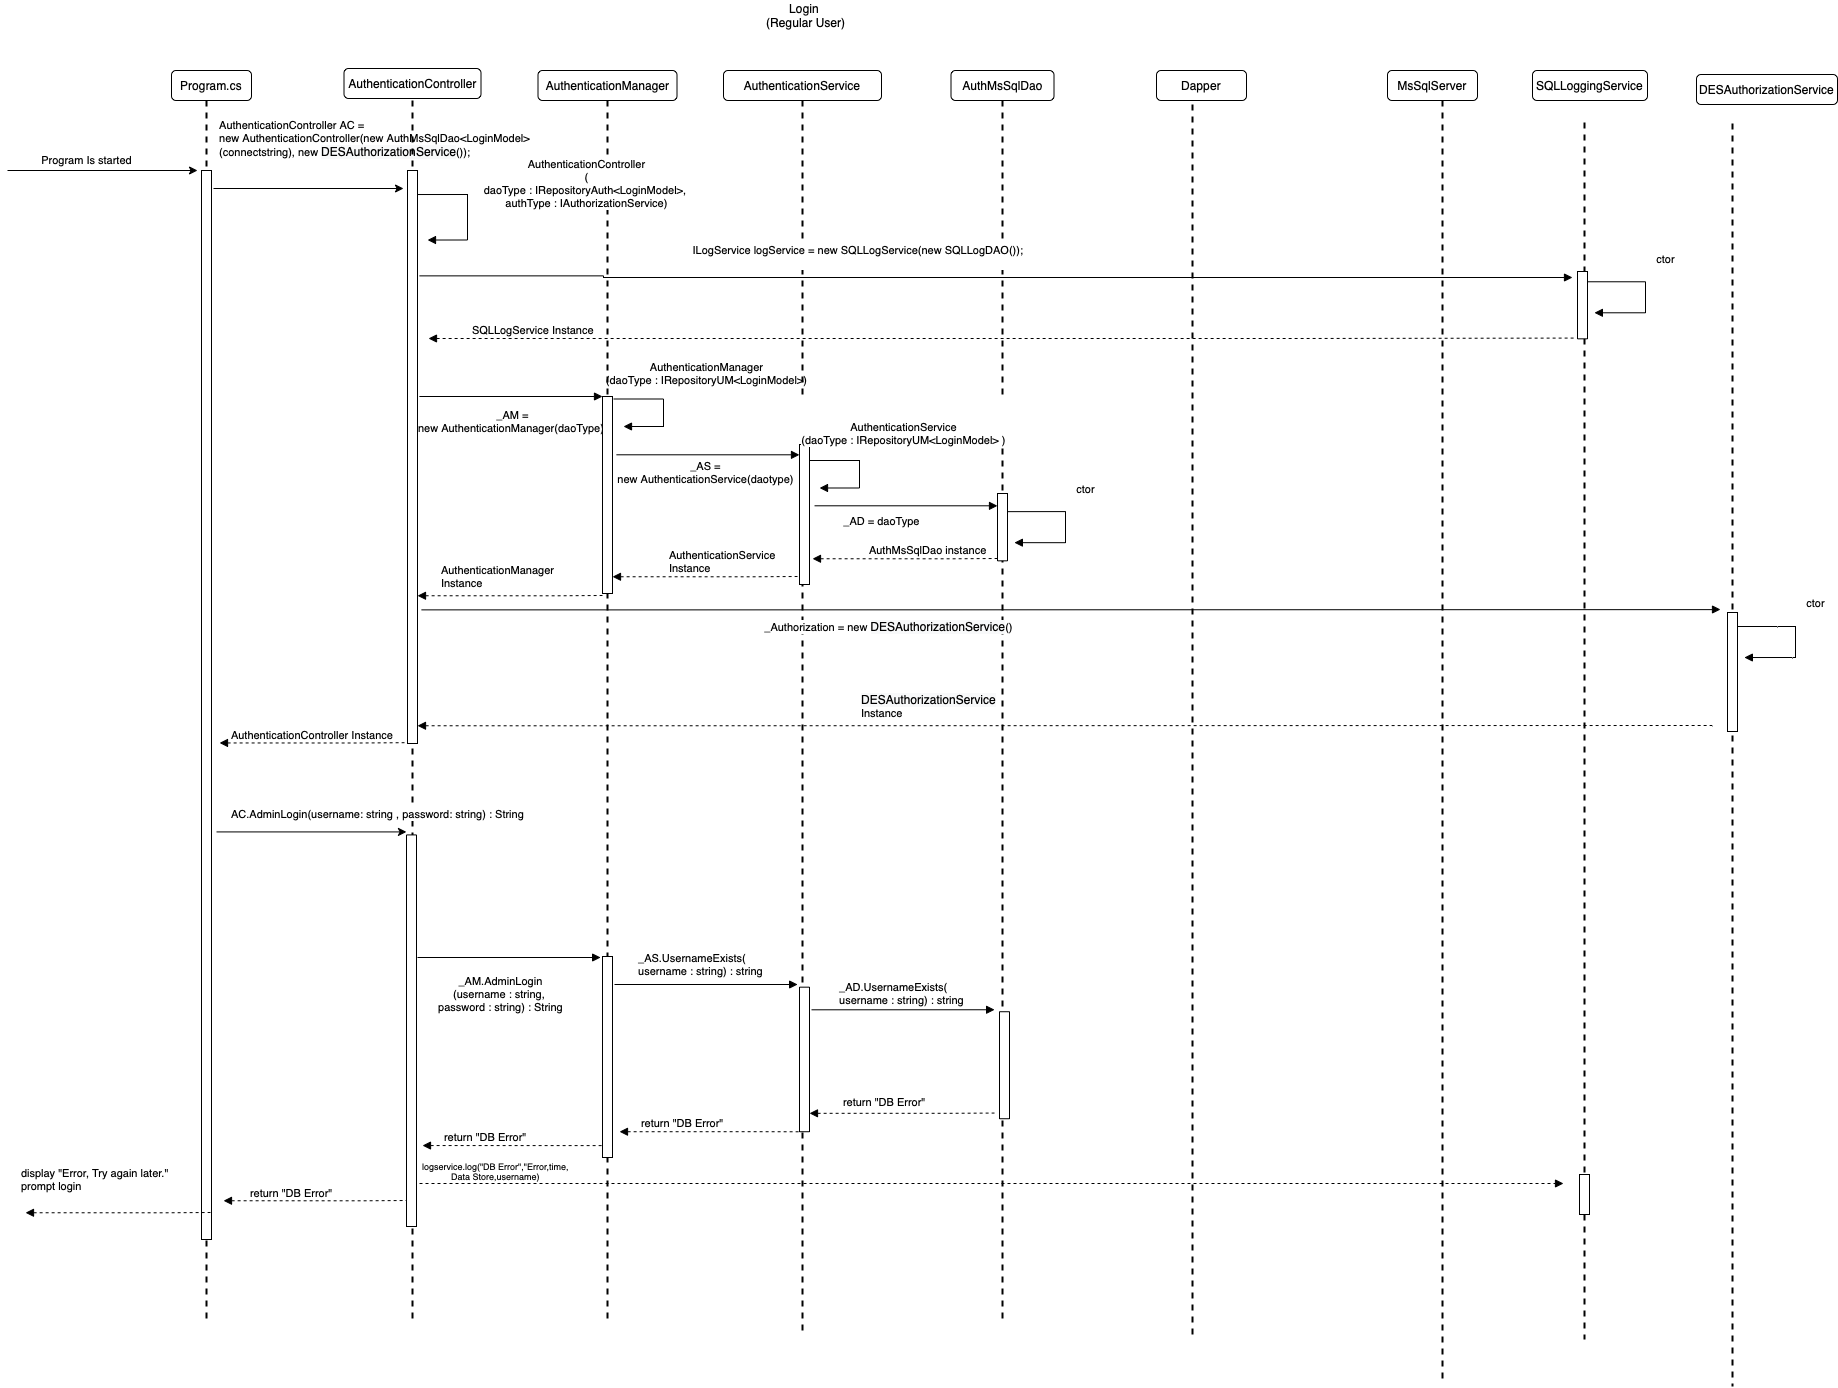 Login
(Regular User)
Program.cs
AuthenticationController
AuthenticationManager
AuthenticationService
AuthMsSqlDao
Dapper
MsSqlServer
SQLLoggingService
DESAuthorizationService
AuthenticationController AC =
new AuthenticationController(new AuthMsSqlDao<LoginModel>
(connectstring), new DESAuthorizationService());
Program Is started
AuthenticationController
(
daoType : IRepositoryAuth<LoginModel>,
authType : IAuthorizationService)
ILogService logService = new SQLLogService(new SQLLogDAO());
ctor
SQLLogService Instance
AuthenticationManager
(daoType : IRepositoryUM<LoginModel>)
_AM =
new AuthenticationManager(daoType)
AuthenticationService
(daoType : IRepositoryUM<LoginModel> )
_AS =
new AuthenticationService(daotype)
ctor
_AD = daoType
AuthMsSqlDao instance
AuthenticationService
Instance
AuthenticationManager
Instance
ctor
_Authorization = new DESAuthorizationService()
DESAuthorizationService
Instance
AuthenticationController Instance
AC.AdminLogin(username: string , password: string) : String
_AS.UsernameExists(
username : string) : string
_AM.AdminLogin
(username : string,
password : string) : String
_AD.UsernameExists(
username : string) : string
return "DB Error"
return "DB Error"
return "DB Error"
logservice.log("DB Error","Error,time,
Data Store,username)
display "Error, Try again later."
prompt login
return "DB Error"